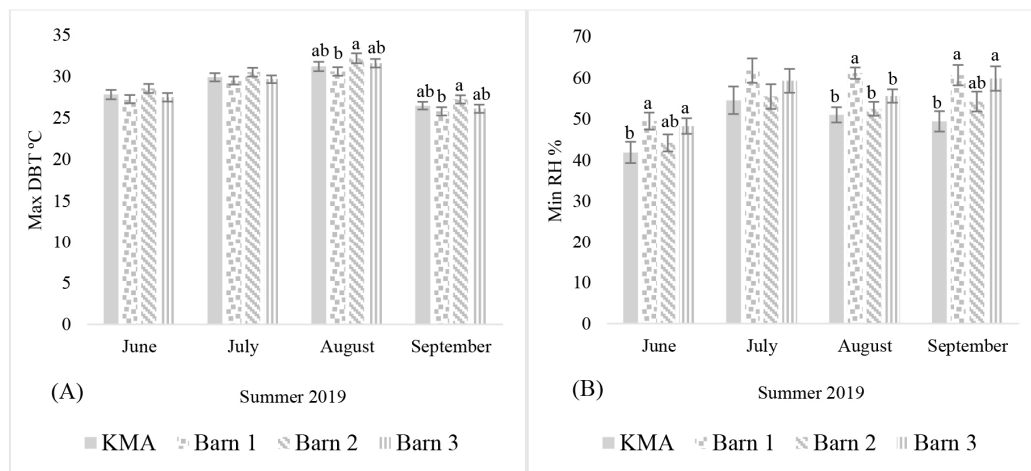 35
30
25
20
15
10
5
0
Max DBT ºC
ab b a ab
ab b a ab
June July August September
(A)
Summer 2019
KMA Barn 1 Barn 2 Barn 3
70
60
50
40
30
20
10
0
Min RH %
b a ab a
a b b b
b a ab a
June July August September
(B)
Summer 2019
KMA Barn 1 Barn 2 Barn 3